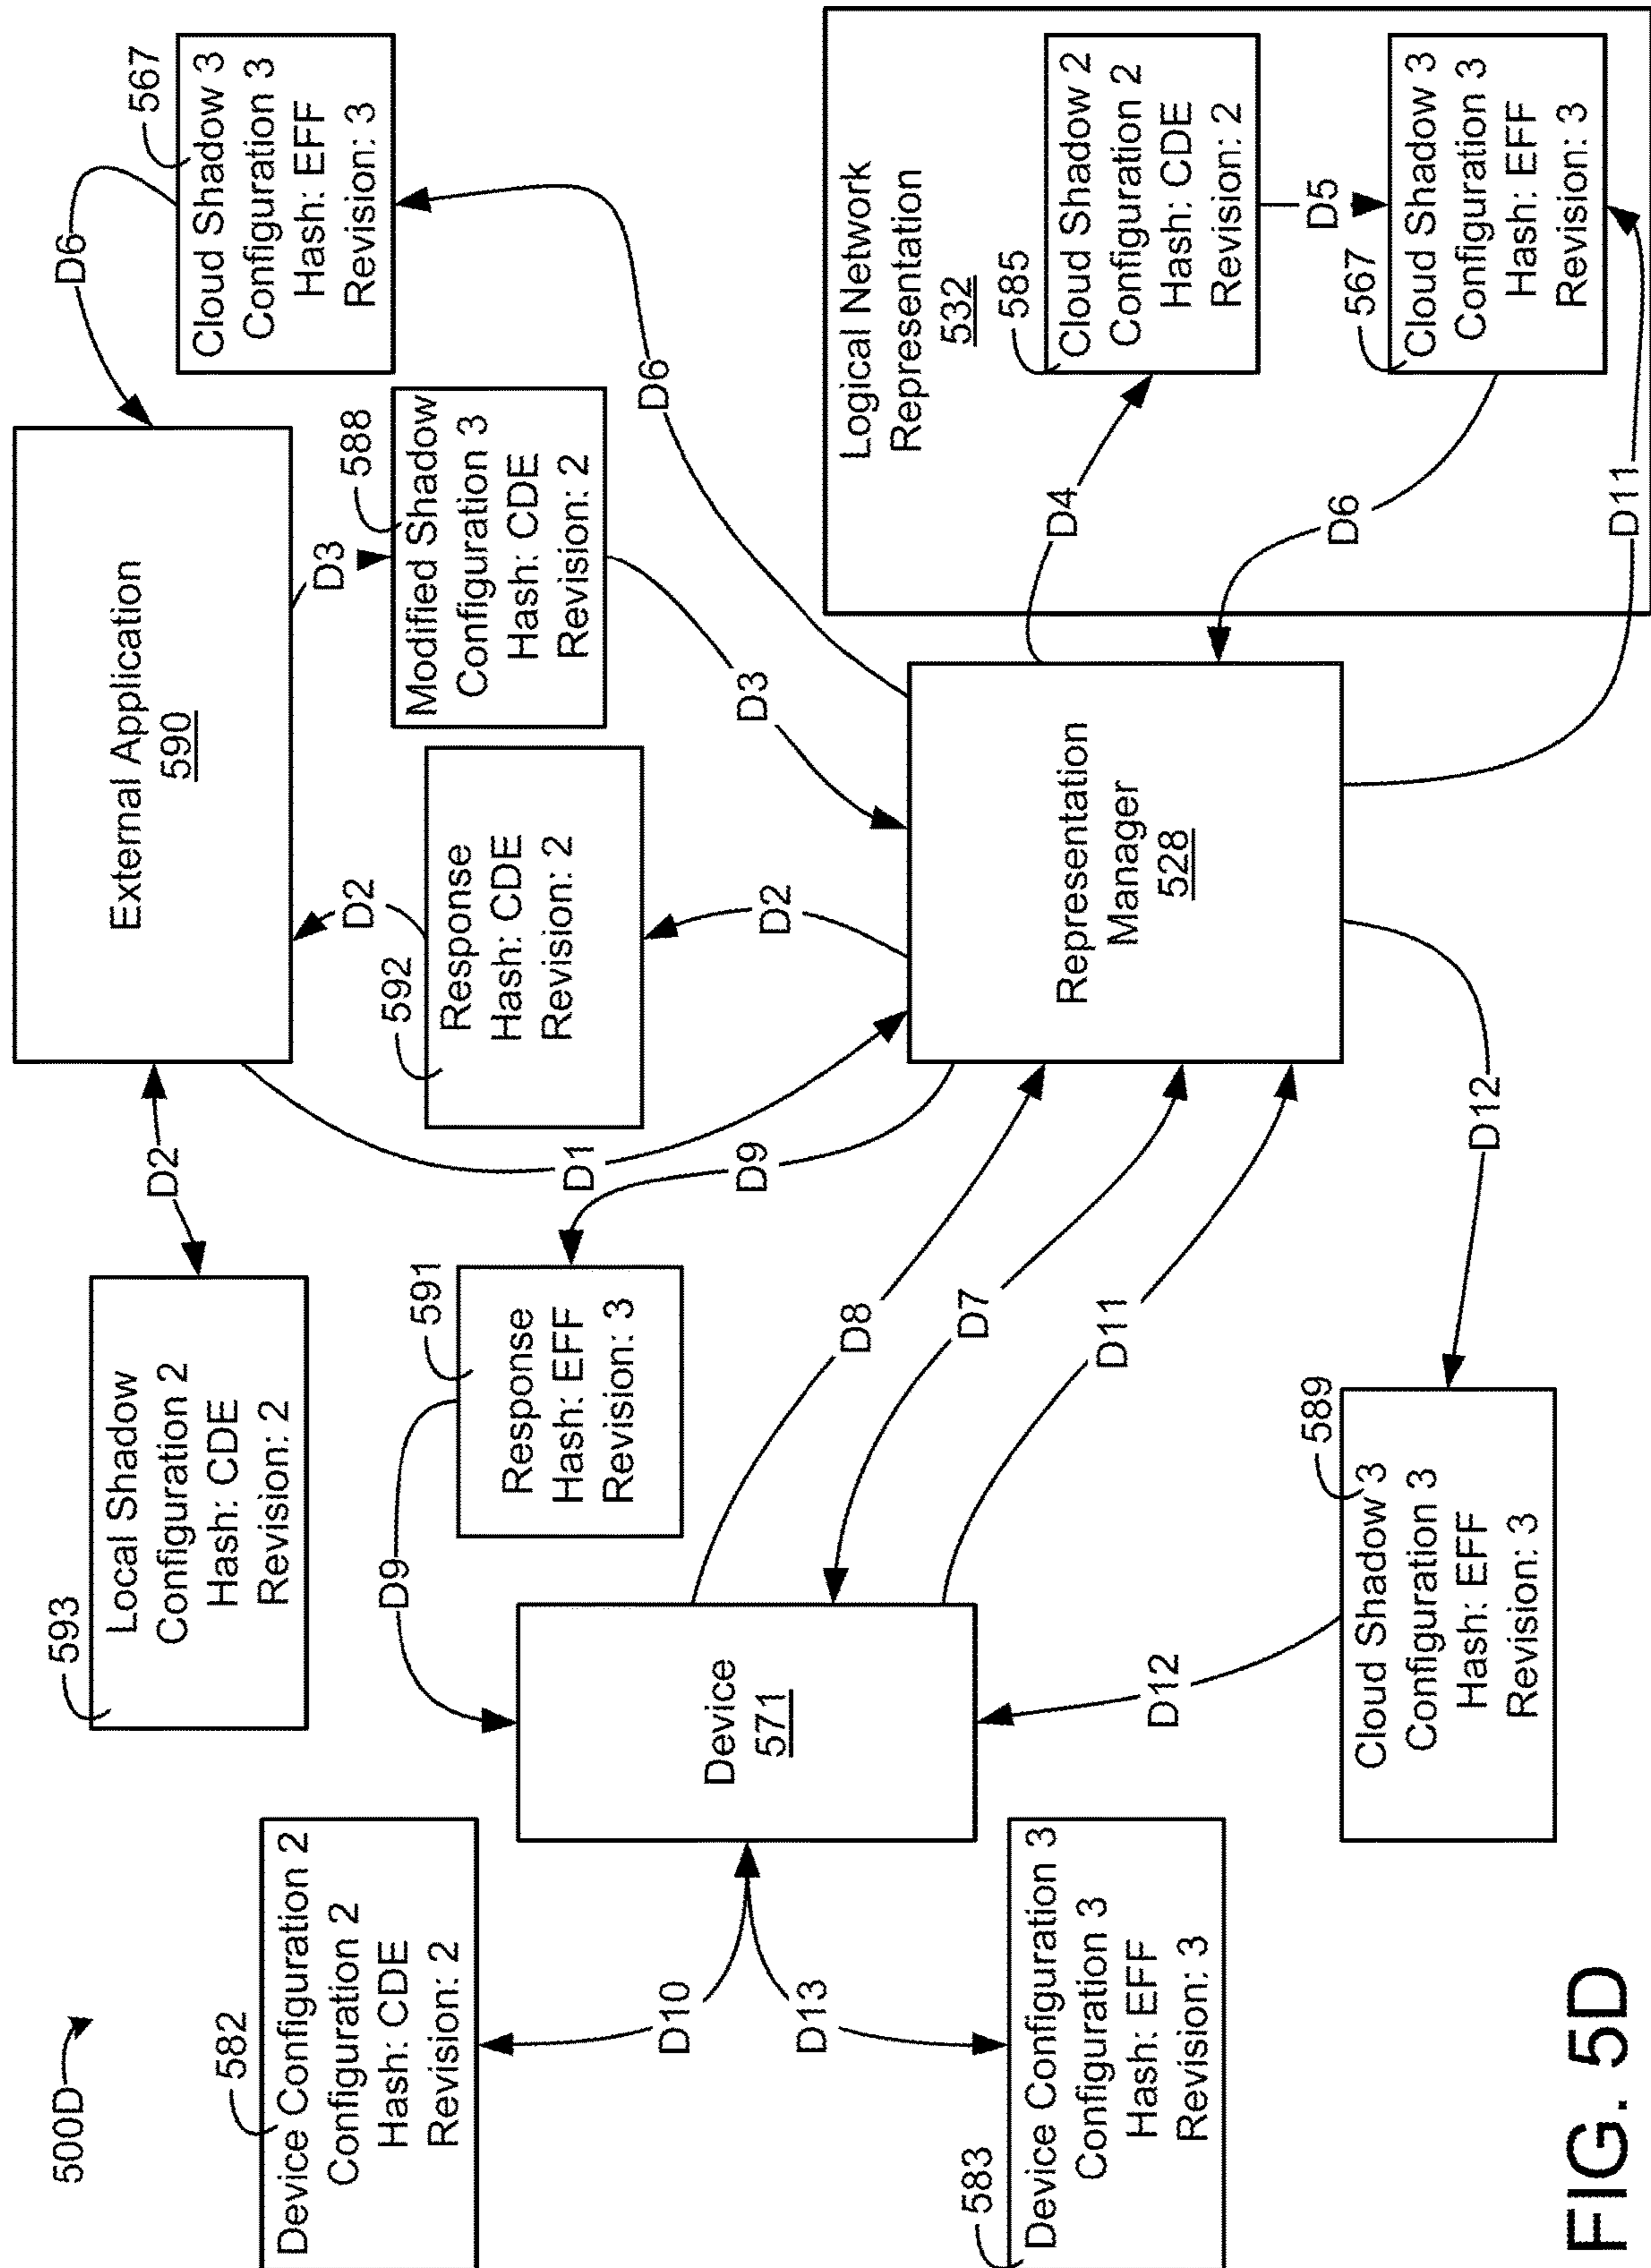 500D
582
Device Configuration 2
Configuration 2
Hash: CDE
Revision: 2
583
Device Configuration 3
Configuration 3
Hash: EFF
Revision: 3
D10
D13
593
Local Shadow
Configuration 2
Hash: CDE
Revision: 2
D2
External Application
590
D6
567
Cloud Shadow 3
Configuration 3
Hash: EFF
Revision: 3
D3
588
Modified Shadow
Configuration 3
Hash: CDE
Revision: 2
D3
D6
D2
592
Response
Hash: CDE
Revision: 2
D2
D1
D9
591
Response
Hash: EFF
Revision: 3
D9
Device
571
D8
D7
D11
Representation
Manager
528
Logical Network
Representation
532
585
Cloud Shadow 2
Configuration 2
Hash: CDE
Revision: 2
D4
D5
567
Cloud Shadow 3
Configuration 3
Hash: EFF
Revision: 3
D6
D11
D12
589
Cloud Shadow 3
Configuration 3
Hash: EFF
Revision: 3
D12
FIG. 5D